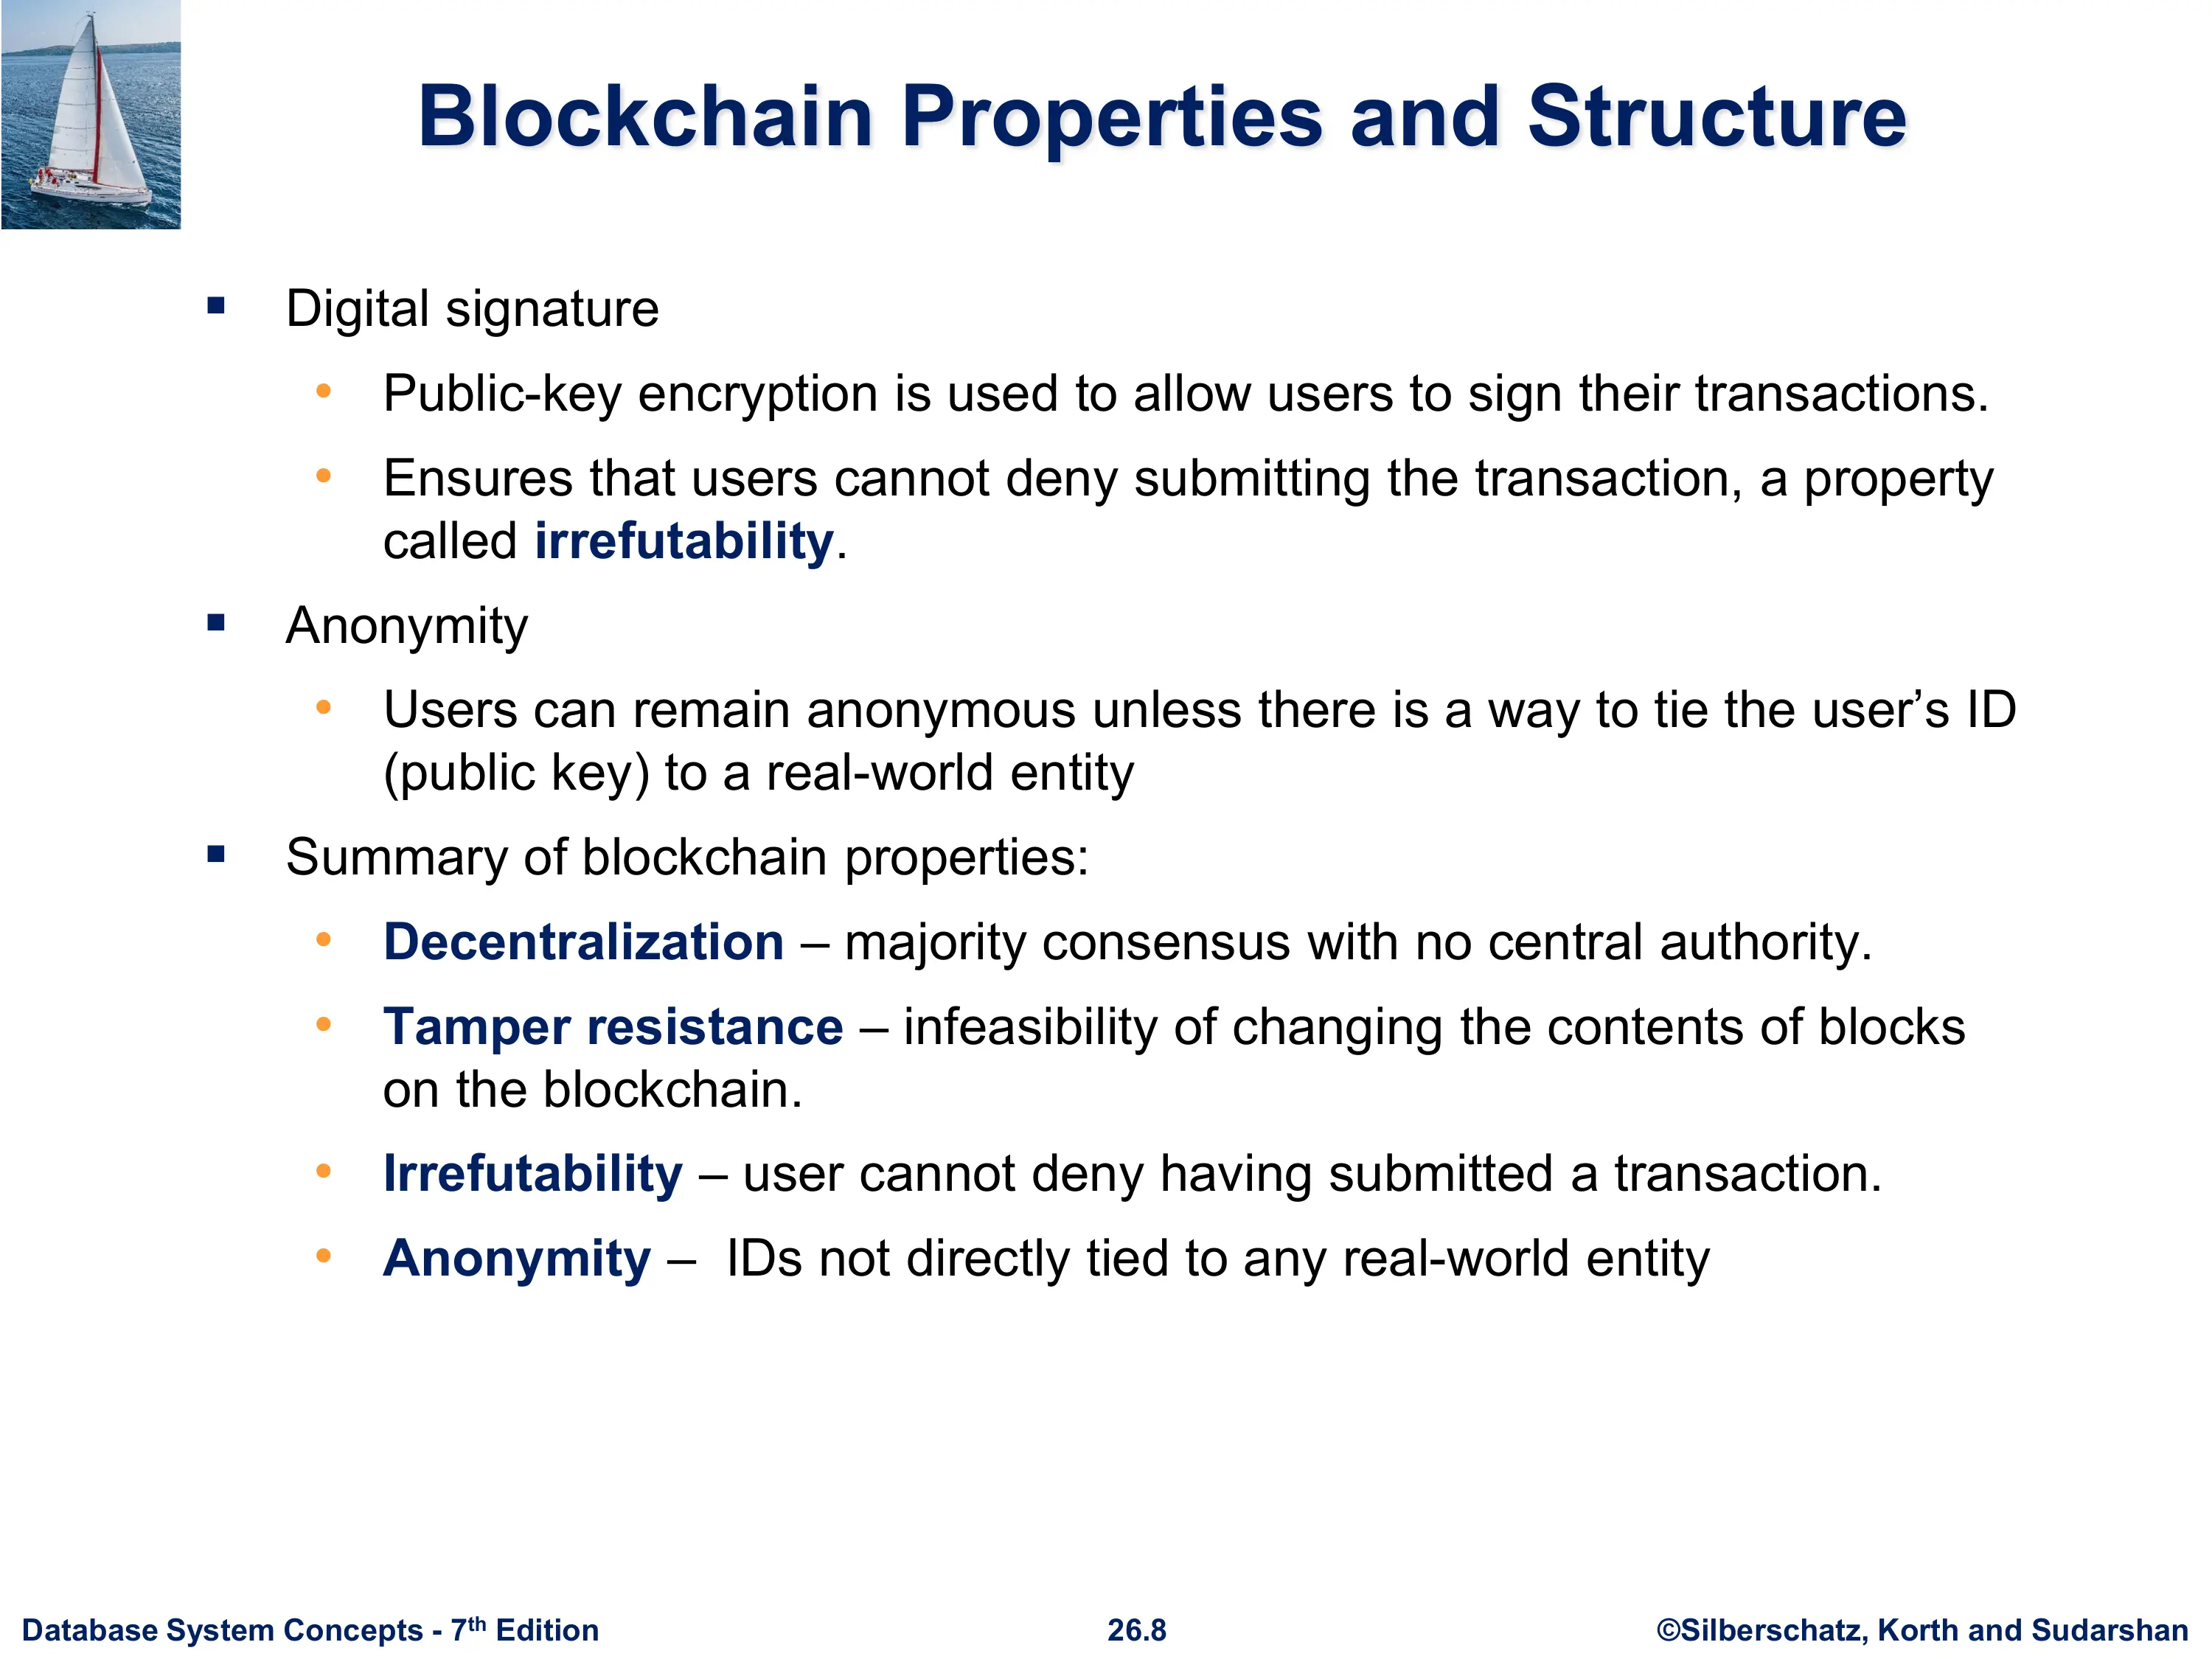 Blockchain Properties and Structure
▪ Digital signature
• Public-key encryption is used to allow users to sign their transactions.
• Ensures that users cannot deny submitting the transaction, a property
called irrefutability.
▪ Anonymity
• Users can remain anonymous unless there is a way to tie the user’s ID
(public key) to a real-world entity
▪ Summary of blockchain properties:
• Decentralization – majority consensus with no central authority.
• Tamper resistance – infeasibility of changing the contents of blocks
on the blockchain.
• Irrefutability – user cannot deny having submitted a transaction.
• Anonymity –  IDs not directly tied to any real-world entity
Database System Concepts - 7th Edition
26.8
©Silberschatz, Korth and Sudarshan